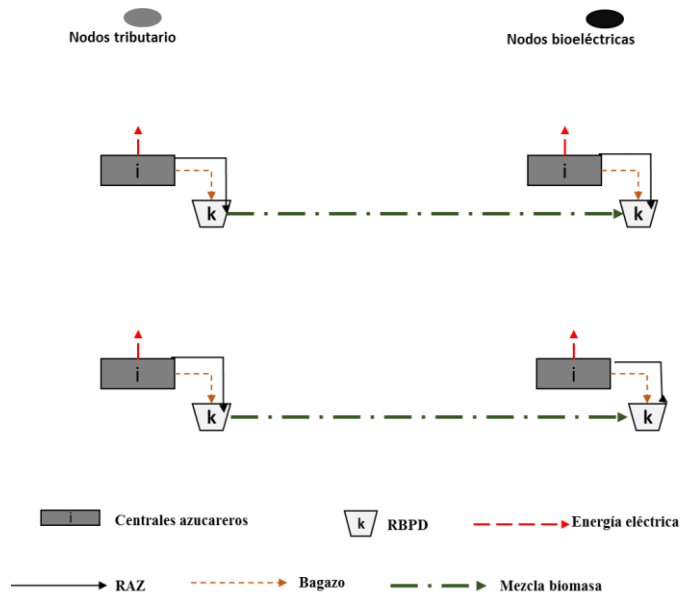 Nodos tributario
Nodos bioeléctricas
i
i
k
k
i
i
k
k
i
Centrales azucareros
k
RBPD
Energía eléctrica
RAZ
Bagazo
Mezcla biomasa